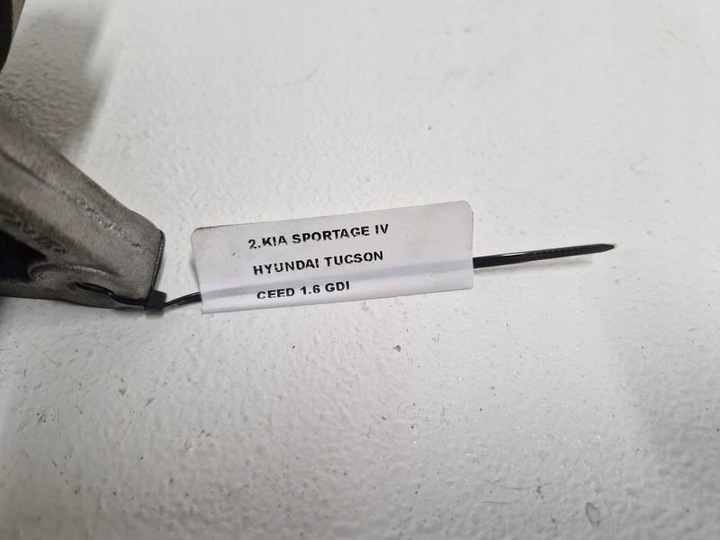 2.KIA SPORTAGE IV
HYUNDAI TUCSON
CEED 1.6 GDI